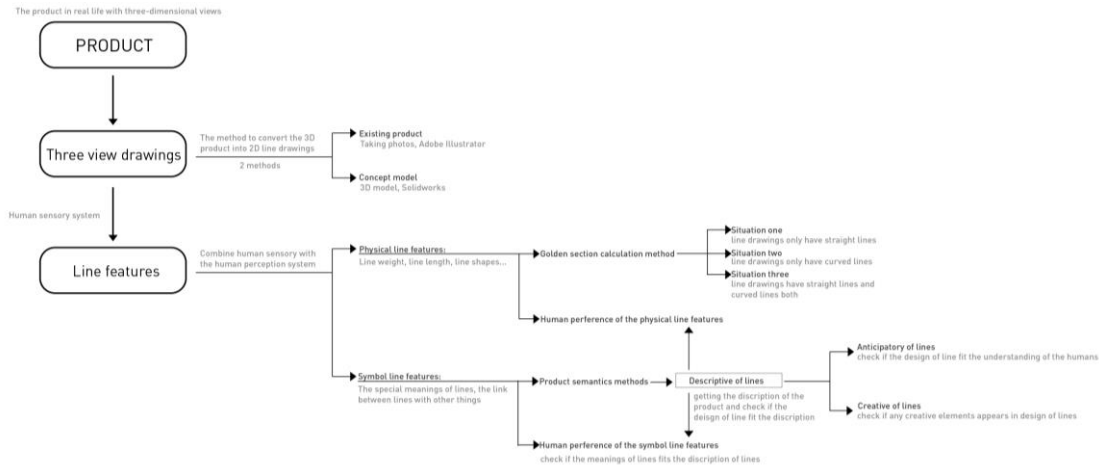 The product in real life with three-dimensional views
PRODUCT
Three view drawings
The method to convert the 3D
product into 2D line drawings
2 methods
Existing product
Taking photos, Adobe Illustrator
Concept model
3D model, Solidworks
Human sensory system
Line features
Combine human sensory with
the human perception system
Physical line features:
Line weight, line length, line shapes...
Golden section calculation method
Situation one
line drawings only have straight lines
Situation two
line drawings only have curved lines
Situation three
line drawings have straight lines and
curved lines both
Human perference of the physical line features
Symbol line features:
The special meanings of lines, the link
between lines with other things
Product semantics methods
Descriptive of lines
getting the discription of the
product and check if the
deisgn of line fit the discription
Anticipatory of lines
check if the design of line fit the understanding of the humans
Creative of lines
check if any creative elements appears in design of lines
Human perference of the symbol line features
check if the meanings of lines fits the discription of lines